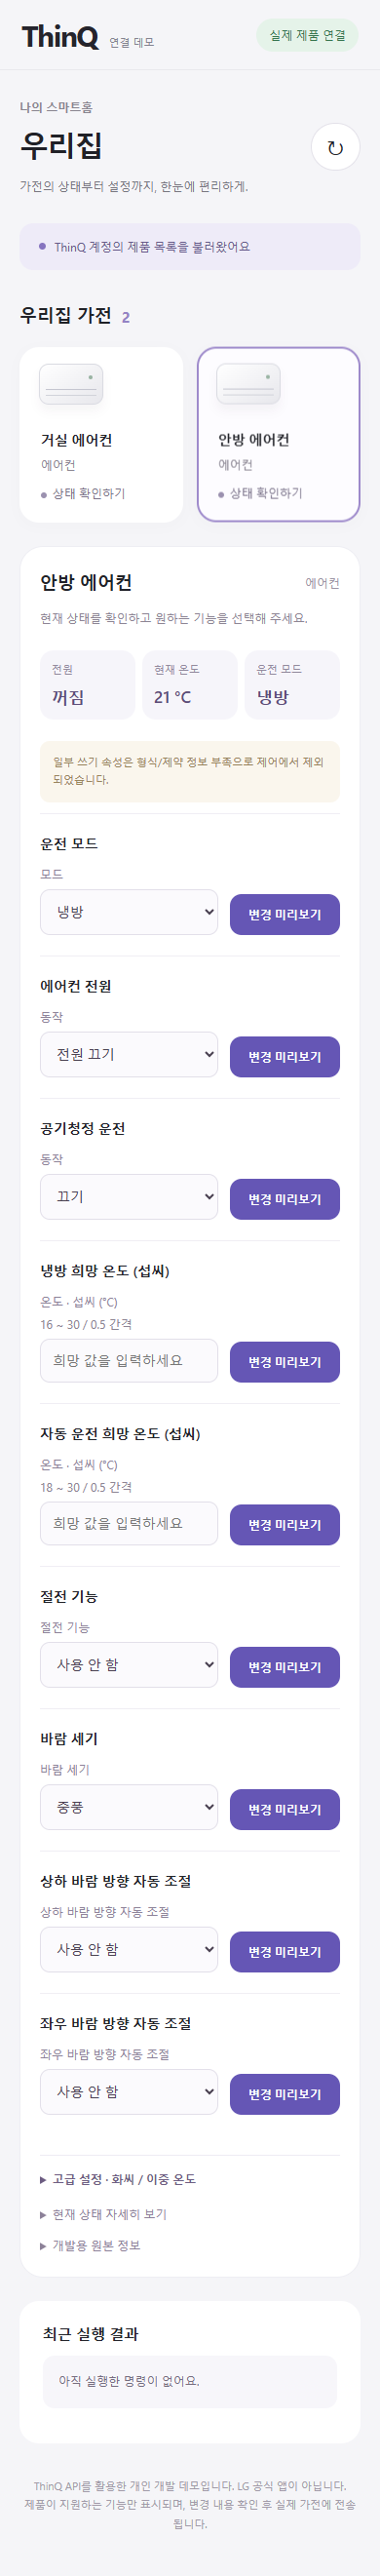 ThinQ 연결 데모
실제 제품 연결
나의 스마트홈
우리집
↻
가전의 상태부터 설정까지, 한눈에 편리하게.
ThinQ 계정의 제품 목록을 불러왔어요
우리집 가전 2
거실 에어컨
에어컨
상태 확인하기
안방 에어컨
에어컨
상태 확인하기
안방 에어컨
에어컨
현재 상태를 확인하고 원하는 기능을 선택해 주세요.
전원
꺼짐
현재 온도
21 °C
운전 모드
냉방
일부 쓰기 속성은 형식/제약 정보 부족으로 제어에서 제외
되었습니다.
운전 모드
모드
냉방
변경 미리보기
에어컨 전원
동작
전원 끄기
변경 미리보기
공기청정 운전
동작
끄기
변경 미리보기
냉방 희망 온도 (섭씨)
온도 · 섭씨 (°C)
16 ~ 30 / 0.5 간격
희망 값을 입력하세요
변경 미리보기
자동 운전 희망 온도 (섭씨)
온도 · 섭씨 (°C)
18 ~ 30 / 0.5 간격
희망 값을 입력하세요
변경 미리보기
절전 기능
절전 기능
사용 안 함
변경 미리보기
바람 세기
바람 세기
중풍
변경 미리보기
상하 바람 방향 자동 조절
상하 바람 방향 자동 조절
사용 안 함
변경 미리보기
좌우 바람 방향 자동 조절
좌우 바람 방향 자동 조절
사용 안 함
변경 미리보기
▶ 고급 설정 · 화씨 / 이중 온도
▶ 현재 상태 자세히 보기
▶ 개발용 원본 정보
최근 실행 결과
아직 실행한 명령이 없어요.
ThinQ API를 활용한 개인 개발 데모입니다. LG 공식 앱이 아닙니다.
제품이 지원하는 기능만 표시되며, 변경 내용 확인 후 실제 가전에 전송
됩니다.